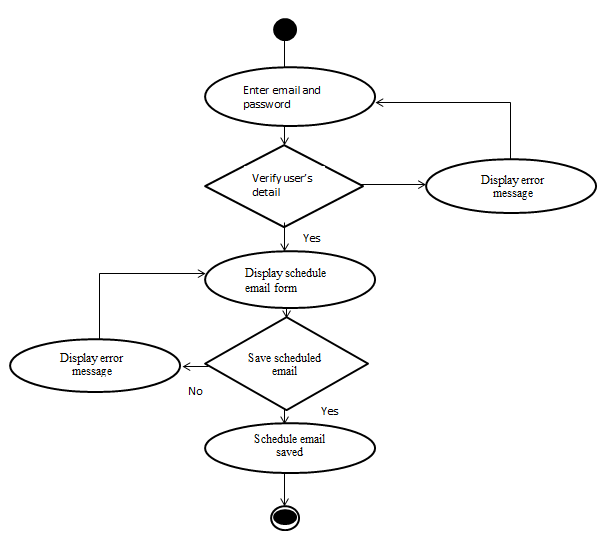 Enter email and
password
Verify user's
detail
Display error
message
Yes
Display schedule
email form
Save scheduled
email
Display error
message
No
Yes
Schedule email
saved